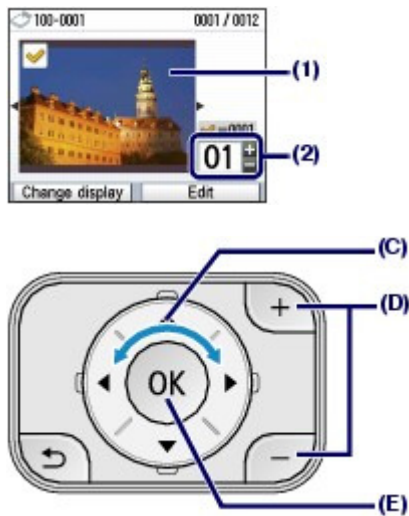 100-0001 0001 / 0012
(1)
=0001
01 + − (2)
Change display Edit
(C)
+ (D)
OK
−
(E)